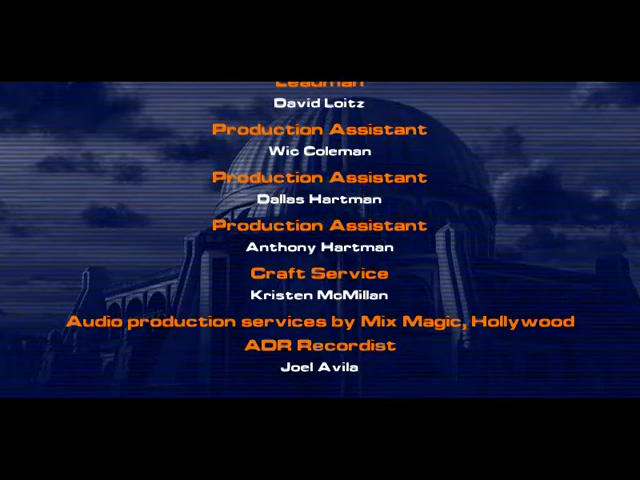 Leadman
David Loitz
Production Assistant
Wic Coleman
Production Assistant
Dallas Hartman
Production Assistant
Anthony Hartman
Craft Service
Kristen McMillan
Audio production services by Mix Magic, Hollywood
ADR Recordist
Joel Avila